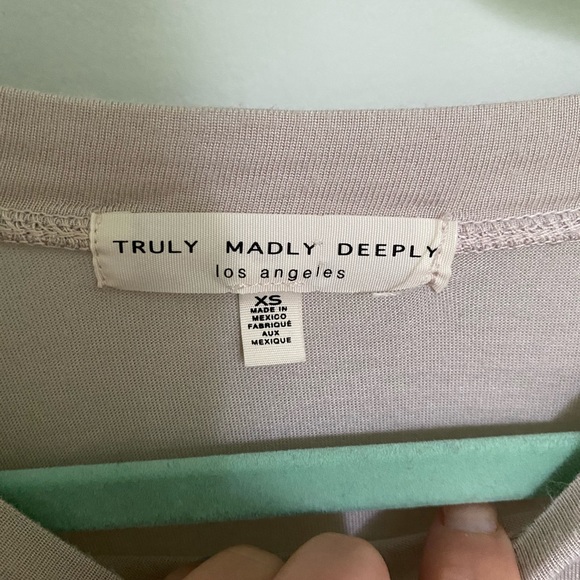 TRULY MADLY DEEPLY
los angeles
XS
MADE IN
MEXICO
FABRIQUÉ
AUX
MEXIQUE